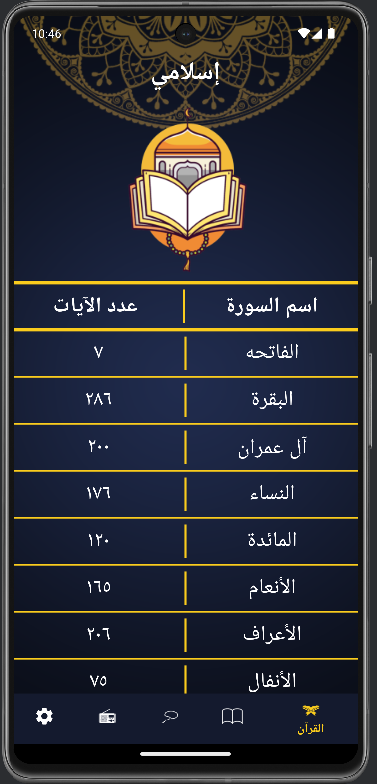 10:46
إسلامي
اسم السورة عدد الآيات
الفاتحه ٧
البقرة ٢٨٦
آل عمران ٢٠٠
النساء ١٧٦
المائدة ١٢٠
الأنعام ١٦٥
الأعراف ٢٠٦
الأنفال ٧٥
القرآن